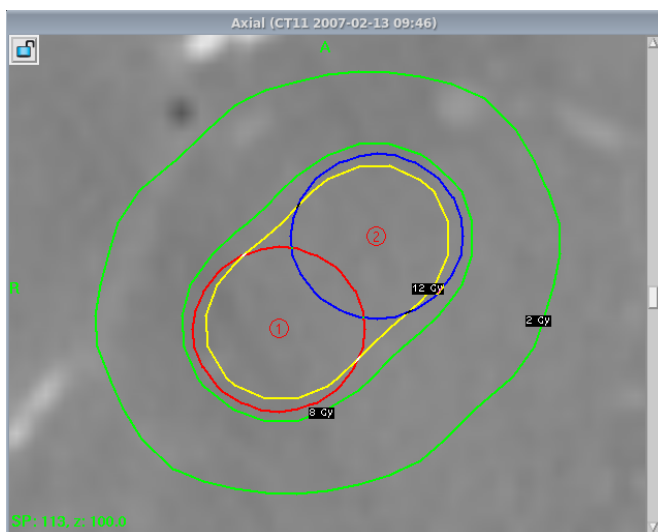 Axial (CT11 2007-02-13 09:46)
A
2
R
12 Gy
2 Gy
1
8 Gy
SP: 113, z: 100.0